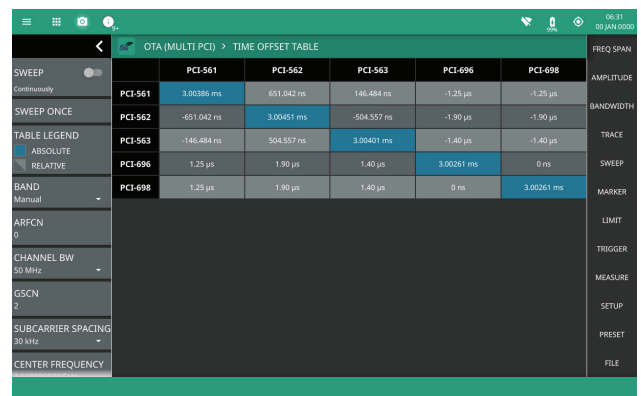 9+
99%
06:31
00 JAN 0000
5G OTA (MULTI PCI) > TIME OFFSET TABLE
SWEEP
Continuously
SWEEP ONCE
TABLE LEGEND
ABSOLUTE
RELATIVE
BAND
Manual
ARFCN
0
CHANNEL BW
50 MHz
GSCN
2
SUBCARRIER SPACING
30 kHz
CENTER FREQUENCY
PCI-561 PCI-562 PCI-563 PCI-696 PCI-698
PCI-561 3.00386 ms 651.042 ns 146.484 ns -1.25 µs -1.25 µs
PCI-562 -651.042 ns 3.00451 ms -504.557 ns -1.90 µs -1.90 µs
PCI-563 -146.484 ns 504.557 ns 3.00401 ms -1.40 µs -1.40 µs
PCI-696 1.25 µs 1.90 µs 1.40 µs 3.00261 ms 0 ns
PCI-698 1.25 µs 1.90 µs 1.40 µs 0 ns 3.00261 ms
FREQ SPAN
AMPLITUDE
BANDWIDTH
TRACE
SWEEP
MARKER
LIMIT
TRIGGER
MEASURE
SETUP
PRESET
FILE